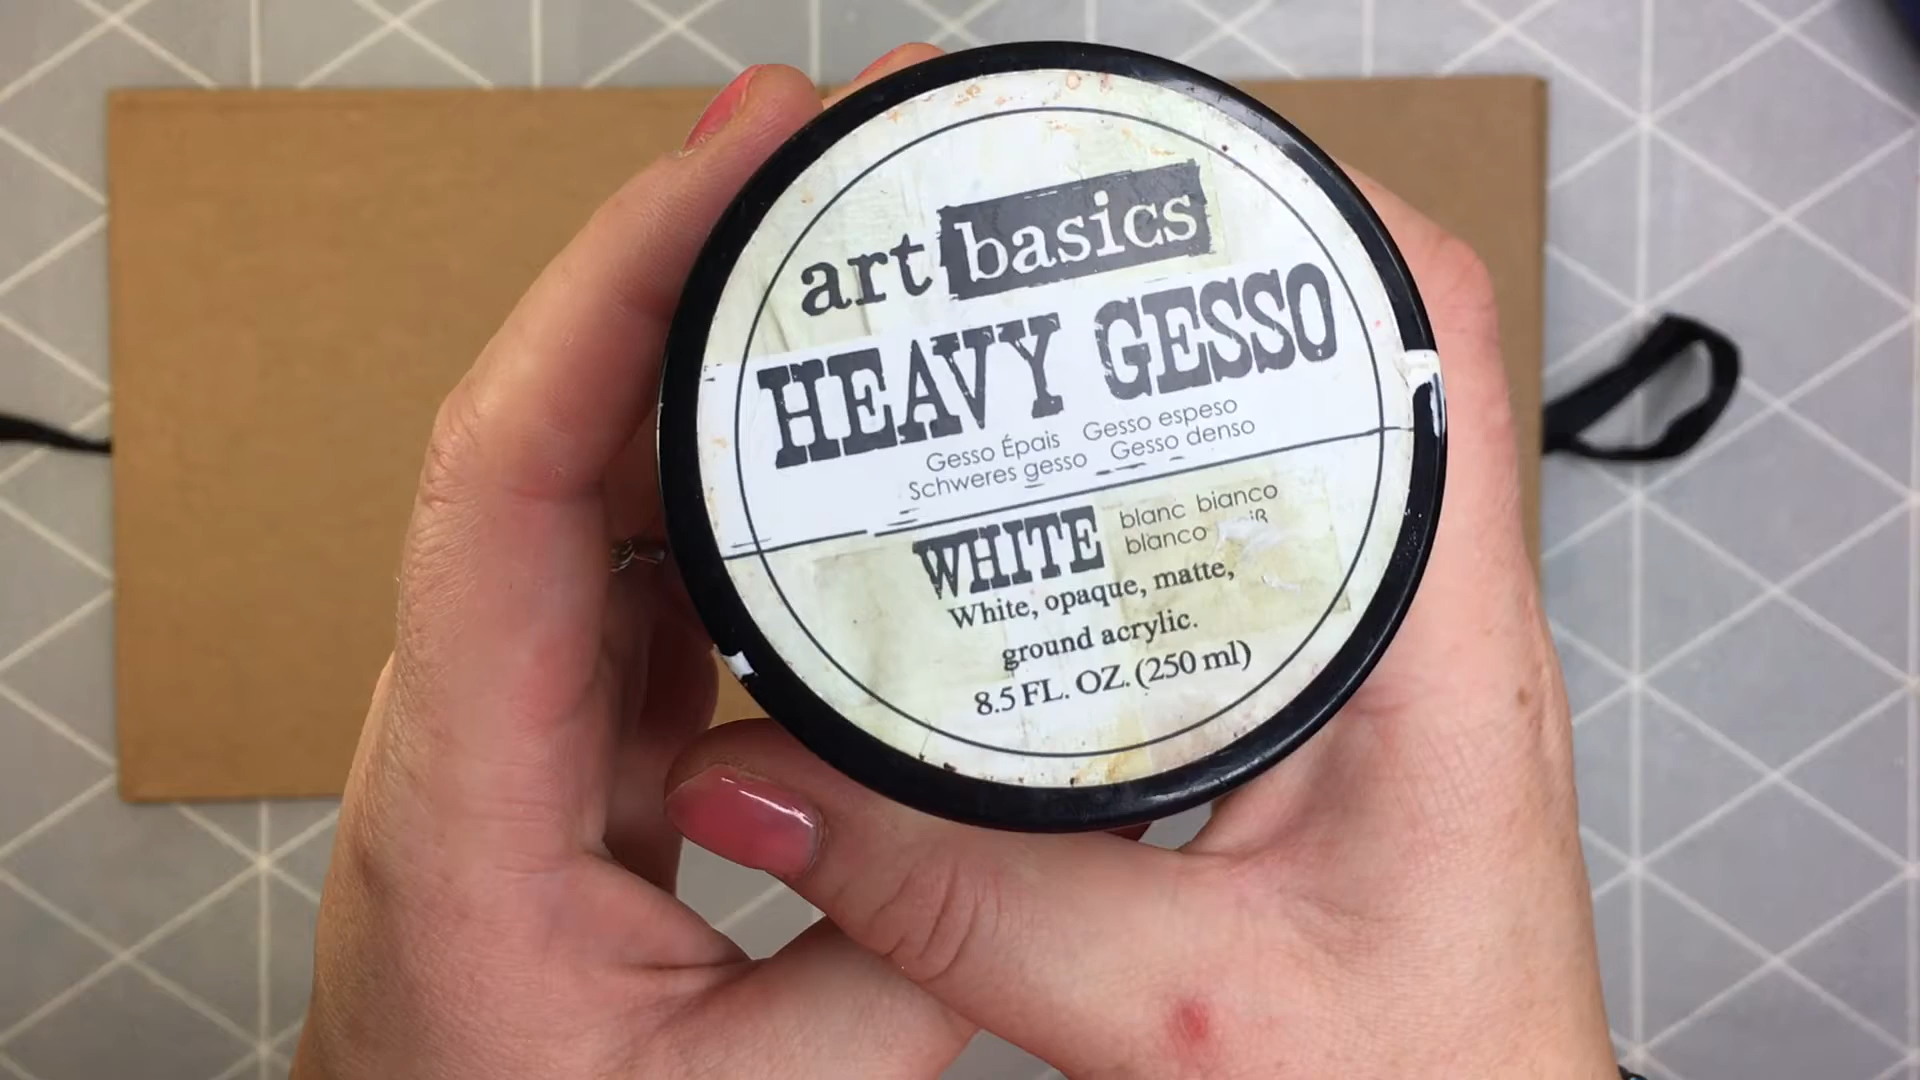 art basics
HEAVY GESSO
Gesso Épais Gesso espeso
Schweres gesso Gesso denso
WHITE
blanc bianco
blanco
White, opaque, matte,
ground acrylic.
8.5 FL. OZ. (250 ml)